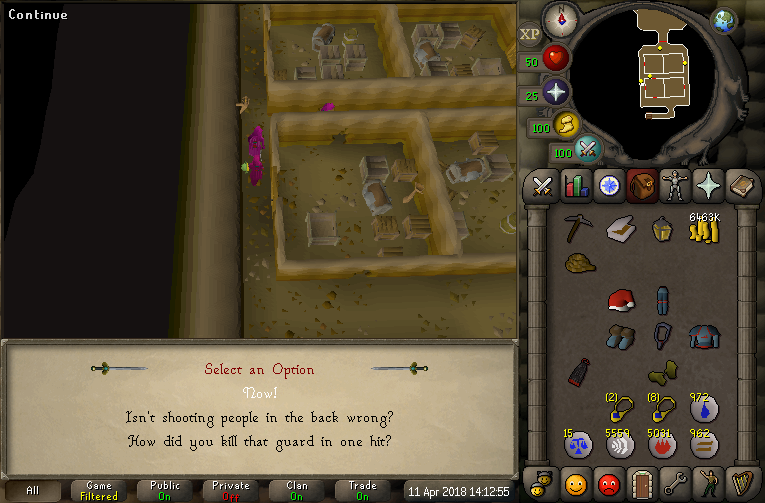 Continue
XP
50
25
100
100
6463K
Select an Option
Now!
Isn't shooting people in the back wrong?
How did you kill that guard in one hit?
(2) (8) 972
15 5559 5031 962
All
Game
Filtered
Public
On
Private
Off
Clan
On
Trade
On
11 Apr 2018 14:12:55